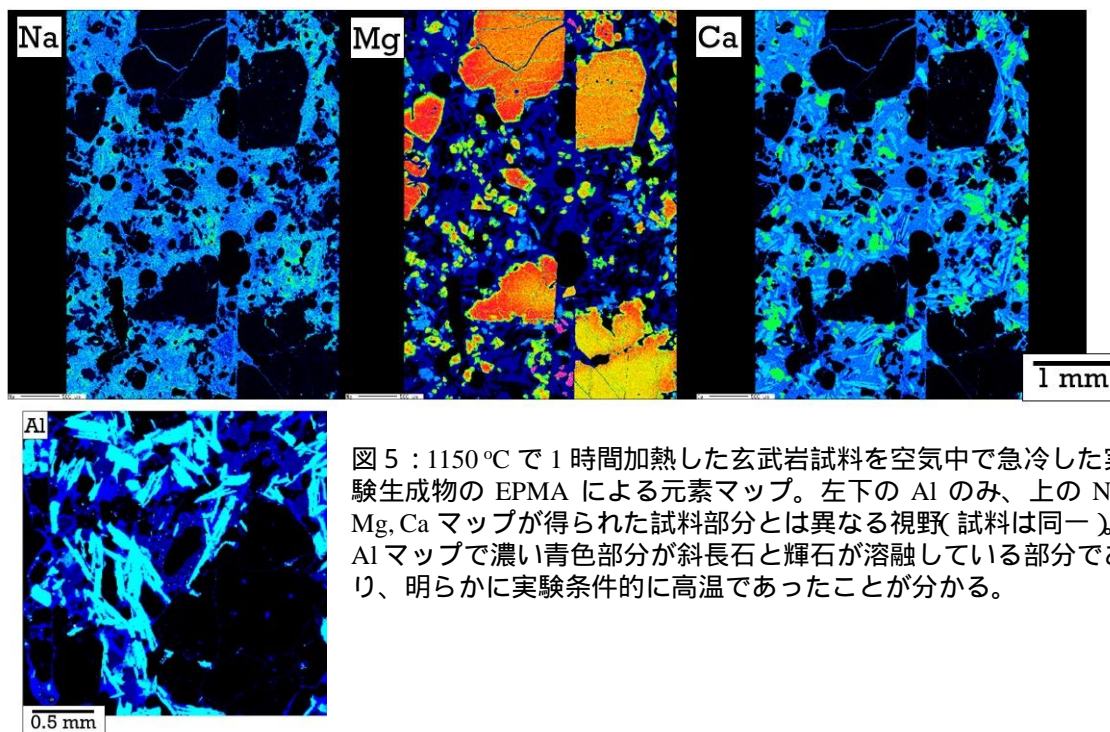 Na
Mg
Ca
1 mm
Al
0.5 mm
図5：1150 ºC で1時間加熱した玄武岩試料を空気中で急冷した実
験生成物の EPMA による元素マップ。左下の Al のみ、上の N
Mg, Ca マップが得られた試料部分とは異なる視野(試料は同一)。
Al マップで濃い青色部分が斜長石と輝石が溶融している部分であ
り、明らかに実験条件的に高温であったことが分かる。